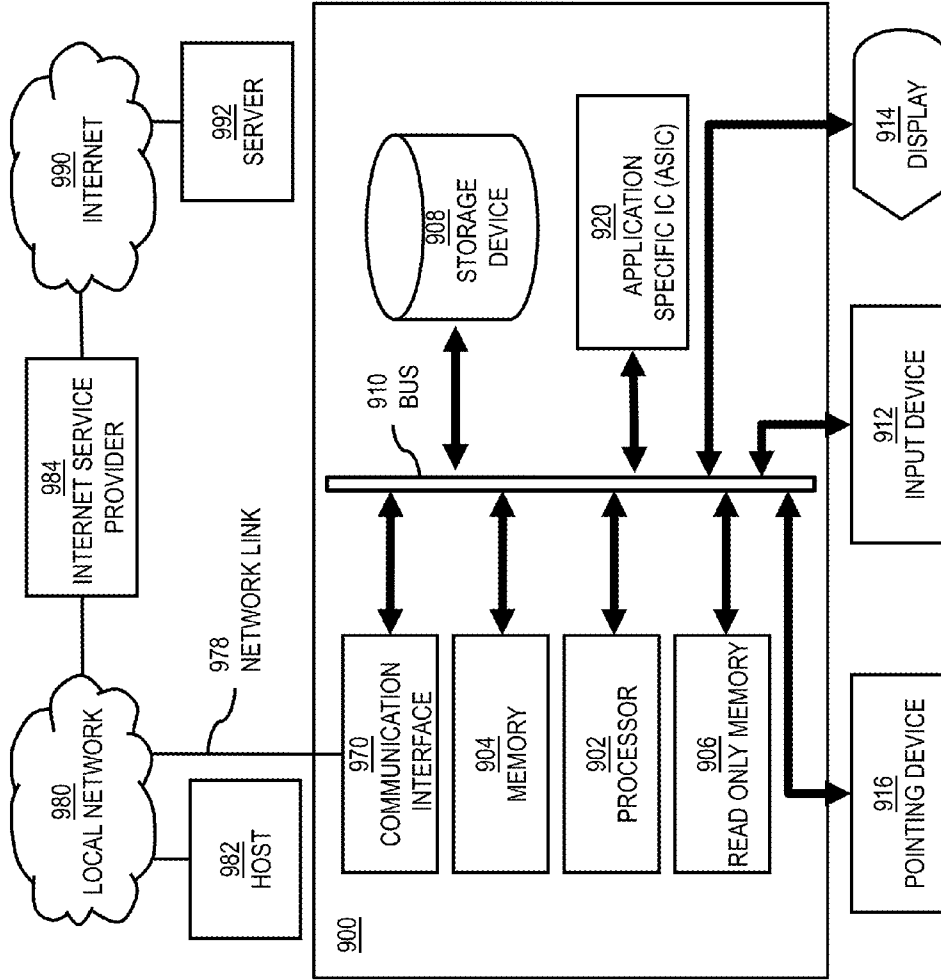 980
LOCAL NETWORK
984
INTERNET SERVICE
PROVIDER
990
INTERNET
982
HOST
978
NETWORK LINK
992
SERVER
900
970
COMMUNICATION
INTERFACE
904
MEMORY
902
PROCESSOR
906
READ ONLY MEMORY
910
BUS
908
STORAGE
DEVICE
920
APPLICATION
SPECIFIC IC (ASIC)
916
POINTING DEVICE
912
INPUT DEVICE
914
DISPLAY